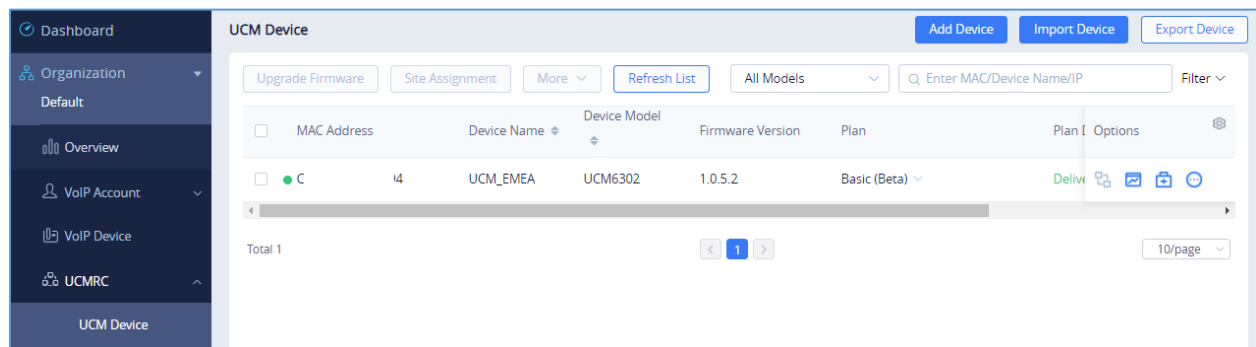 Dashboard
Organization
Default
Overview
VoIP Account
VoIP Device
UCMRC
UCM Device
UCM Device
Add Device
Import Device
Export Device
Upgrade Firmware
Site Assignment
More
Refresh List
All Models
Enter MAC/Device Name/IP
Filter
MAC Address
Device Name
Device Model
Firmware Version
Plan
Plan
Options
C
UCM_EMEA
UCM6302
1.0.5.2
Basic (Beta)
Delive
Total 1
1
10/page